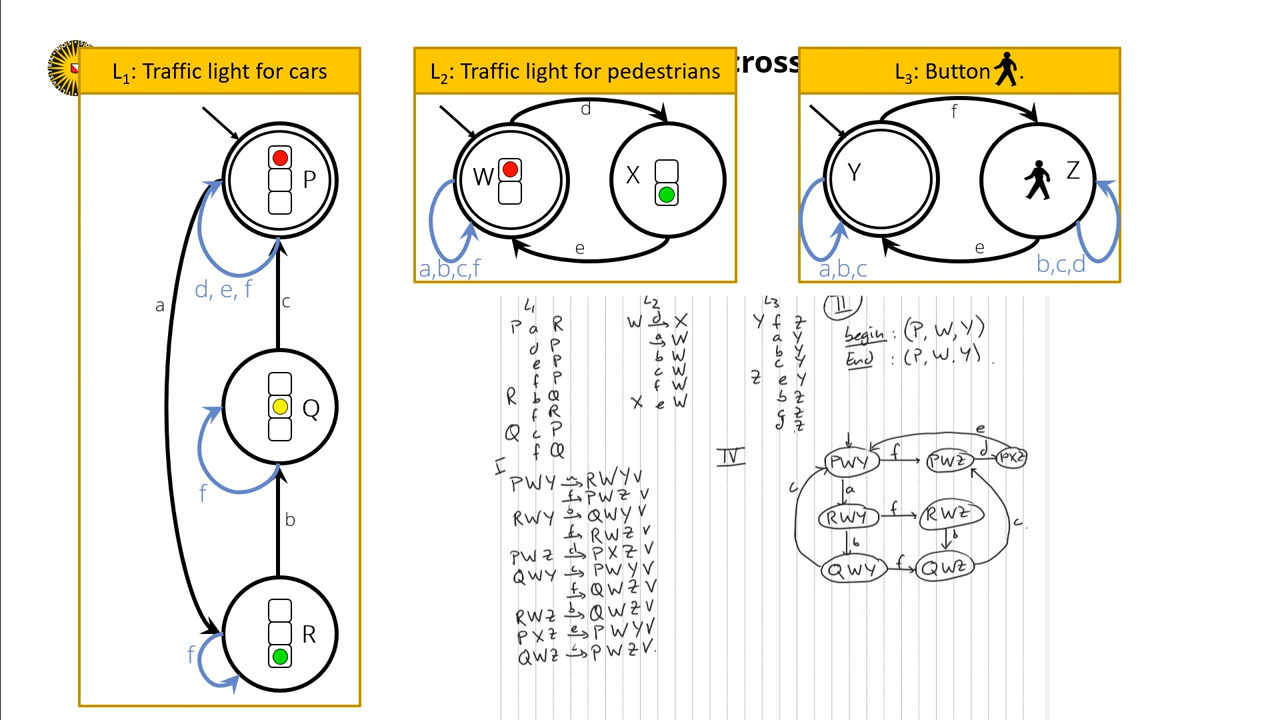 L₁: Traffic light for cars
P
d, e, f
a
c
Q
f
b
R
f
L₂: Traffic light for pedestrians
d
W
X
e
a,b,c,f
cross
L₃: Button .
f
Y
Z
e
a,b,c
b,c,d
L₁
P a R
d P
e P
f P
R b Q
f R
Q c P
f Q
L₂
W d→ X
a→ W
b W
c W
f W
X e W
L₃
Y f Z
a Y
b Y
c Y
Z e Y
b Z
Z
Z
II
begin : (P, W, Y)
End : (P, W, Y) .
I
PWY a→ RWY V
f→ PWZ V
RWY b→ QWY V
f→ RWZ V
PWZ d→ PXZ V
QWY c→ PWY V
f→ QWZ V
RWZ b→ QWZ V
PXZ e→ PWY V
QWZ c→ PWZ V.
IV
e
PWY f PWZ d PXZ
c a
RWY f RWZ
b b c.
QWY f QWZ